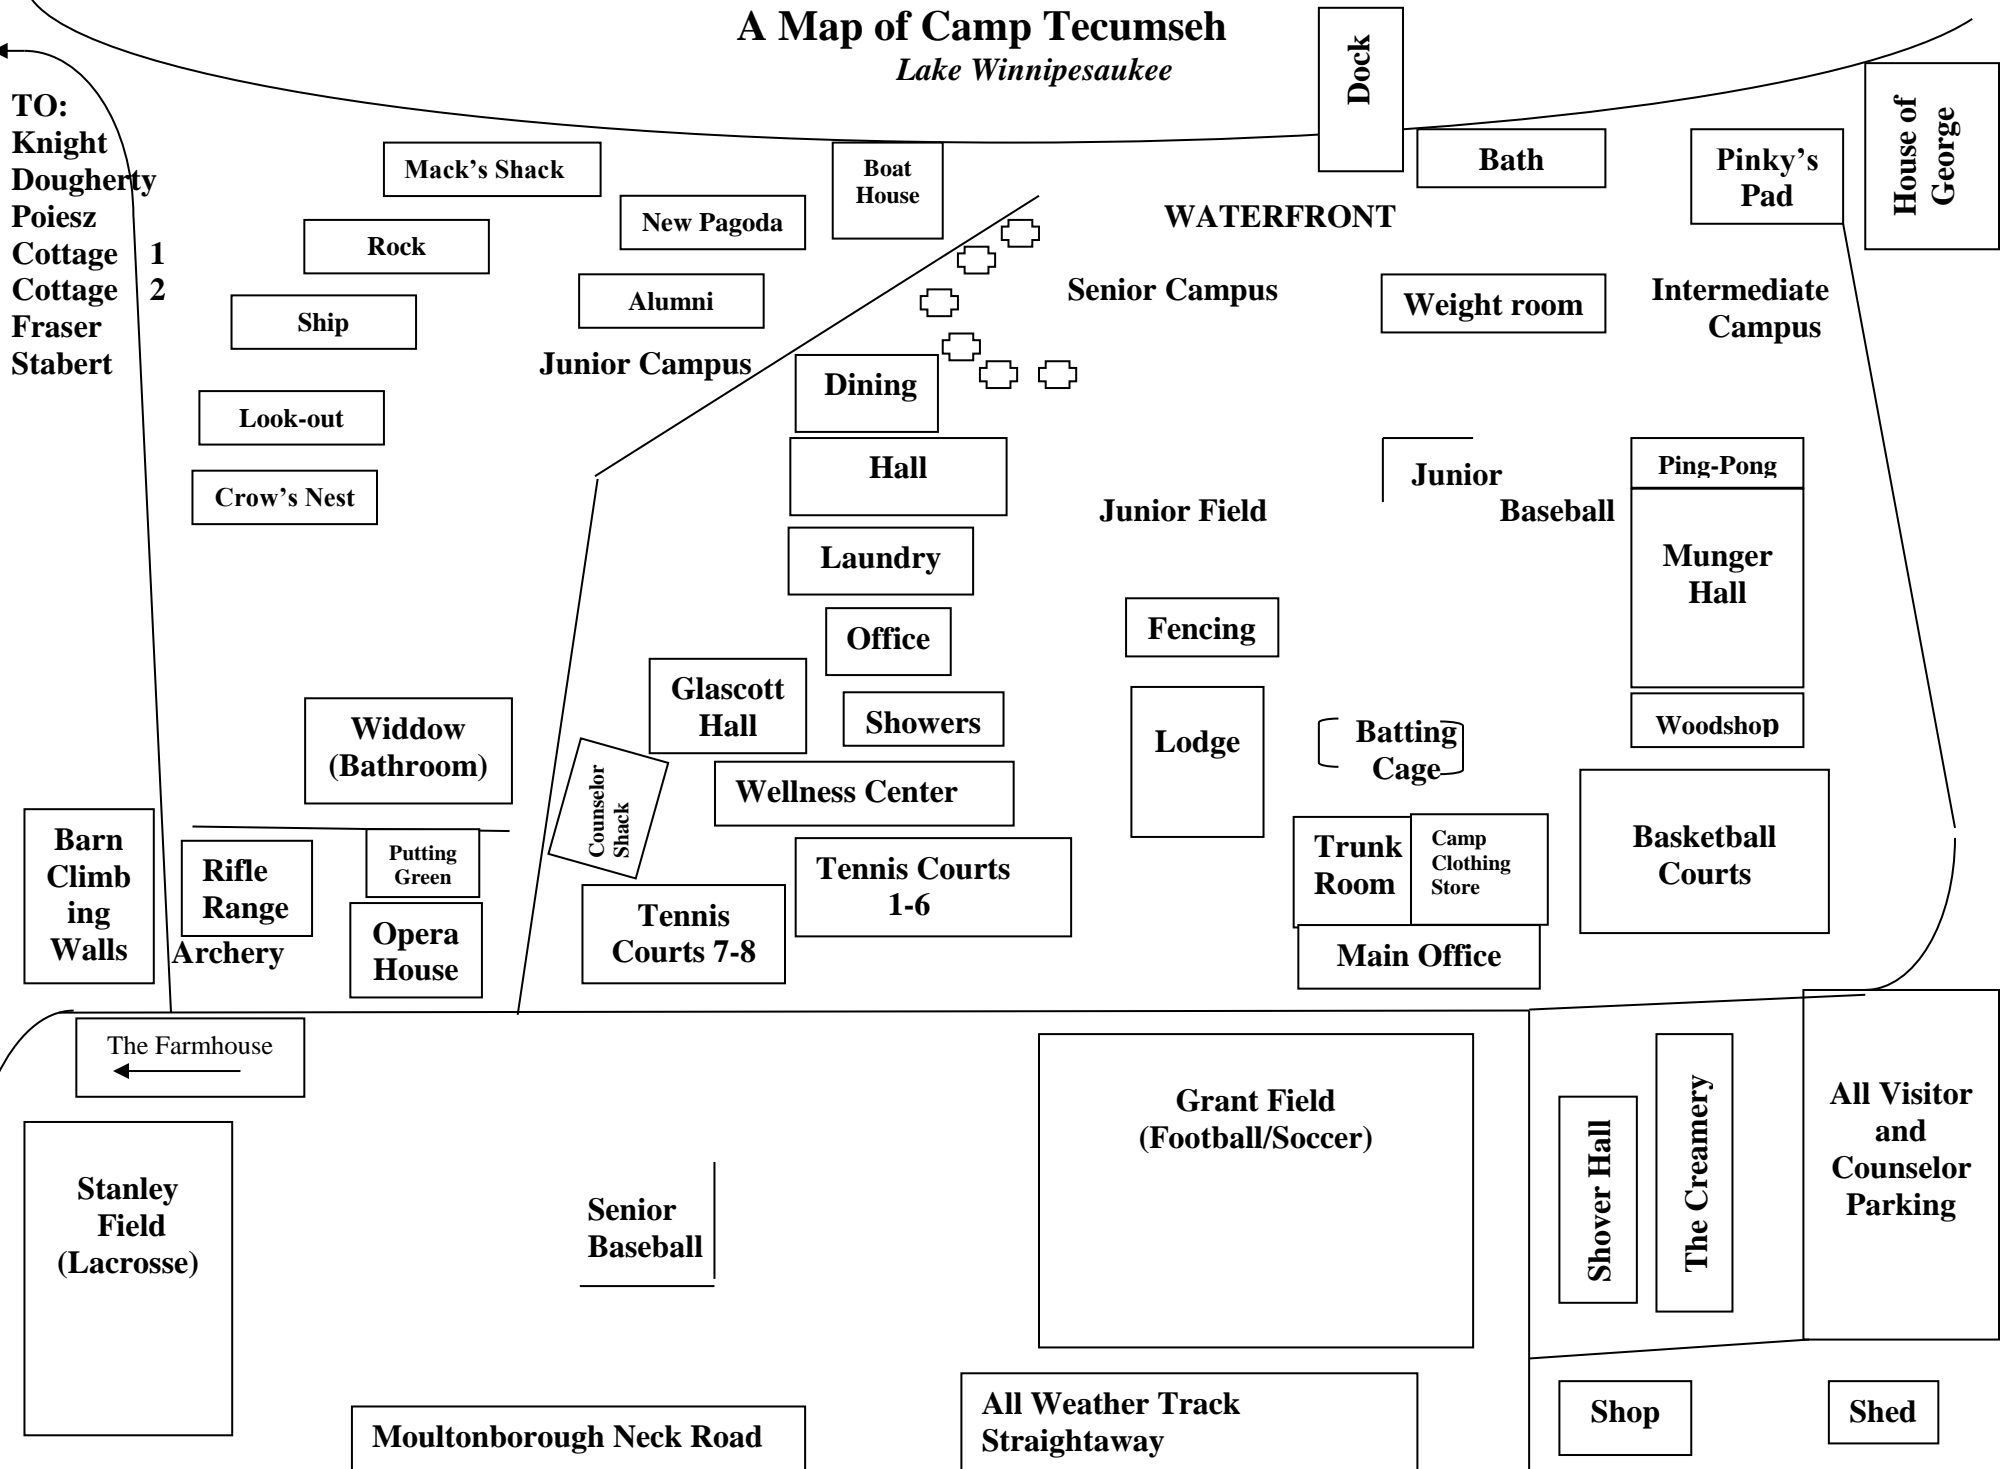 A Map of Camp Tecumseh
Lake Winnipesaukee
Dock
House of
George
TO:
Knight
Dougherty
Poiesz
Cottage 1
Cottage 2
Fraser
Stabert
Mack's Shack
Boat
House
Bath
Pinky's
Pad
New Pagoda
WATERFRONT
Rock
Alumni
Senior Campus
Weight room
Intermediate
Campus
Ship
Junior Campus
Dining
Look-out
Hall
Junior
Baseball
Ping-Pong
Crow's Nest
Junior Field
Laundry
Munger
Hall
Office
Fencing
Glascott
Hall
Showers
Widdow
(Bathroom)
Lodge
Batting
Cage
Woodshop
Counselor
Shack
Wellness Center
Barn
Climb
ing
Walls
Rifle
Range
Archery
Putting
Green
Opera
House
Tennis
Courts 7-8
Tennis Courts
1-6
Trunk
Room
Camp
Clothing
Store
Main Office
Basketball
Courts
The Farmhouse
Grant Field
(Football/Soccer)
Shover Hall
The Creamery
All Visitor
and
Counselor
Parking
Stanley
Field
(Lacrosse)
Senior
Baseball
Moultonborough Neck Road
All Weather Track
Straightaway
Shop
Shed